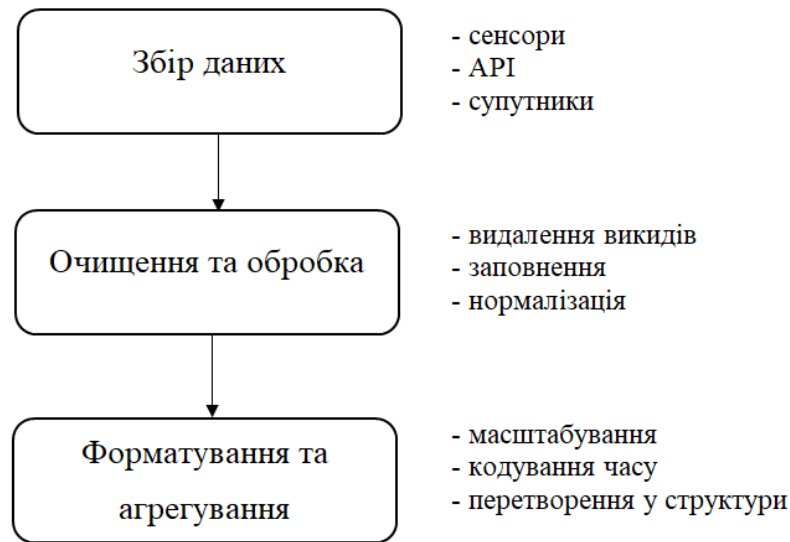 Збір даних
- сенсори
- API
- супутники
Очищення та обробка
- видалення викидів
- заповнення
- нормалізація
Форматування та
агрегування
- масштабування
- кодування часу
- перетворення у структури